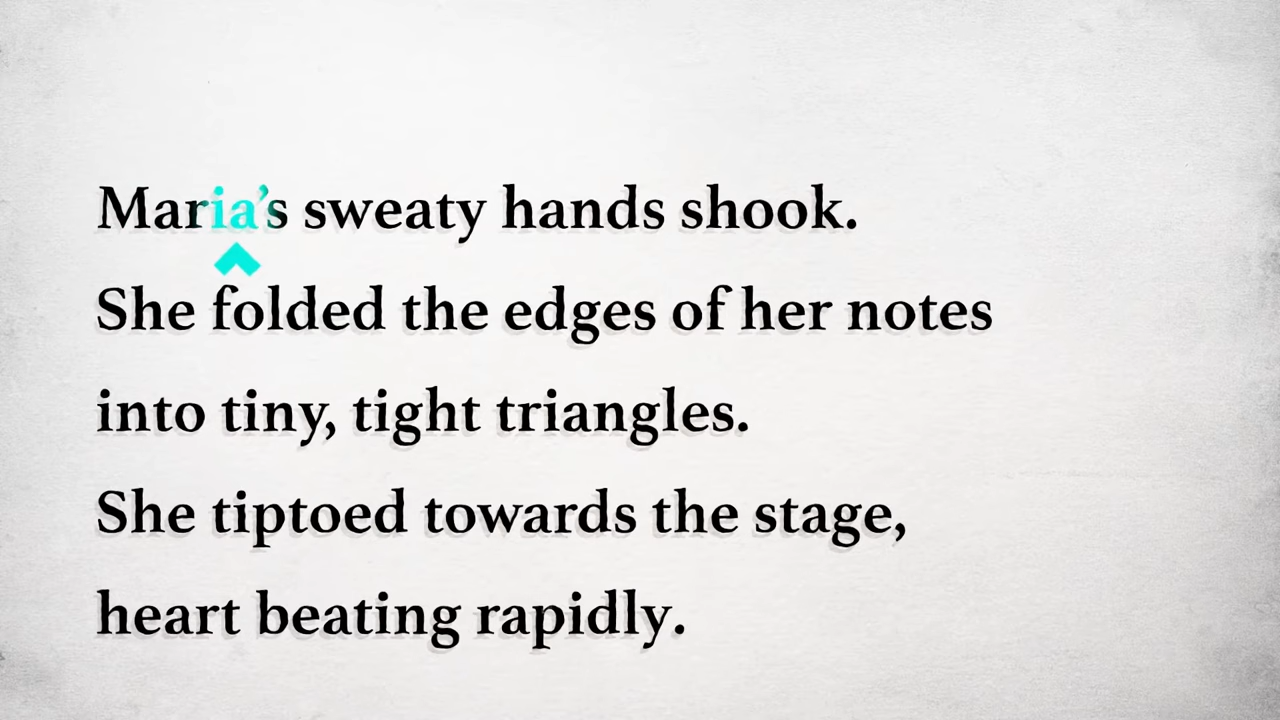 Maria’s sweaty hands shook.
She folded the edges of her notes
into tiny, tight triangles.
She tiptoed towards the stage,
heart beating rapidly.